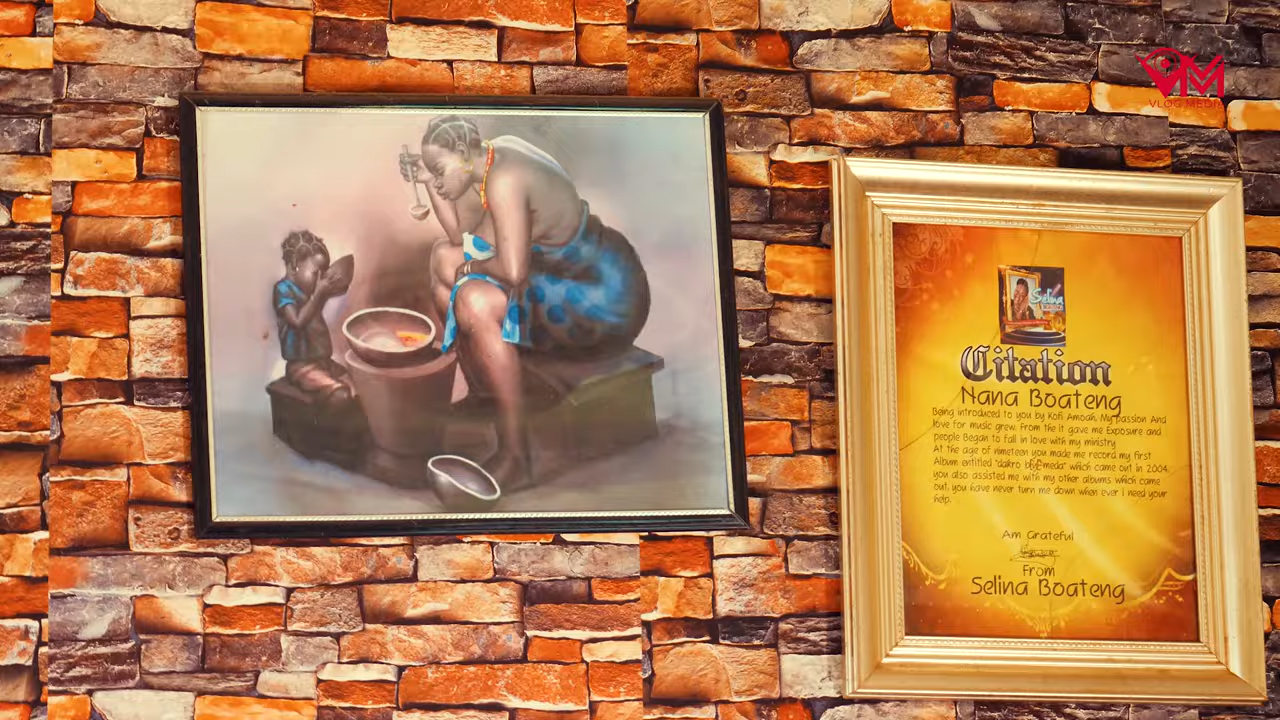 VM
VLOG MEDIA
Selina
Citation
Nana Boateng
Being introduced to you by Kofi Amoah, My passion And
love for music grew. From the it gave me Exposure and
people Began to fall in love with my ministry
At the age of nineteen you made me record my first
Album entitled 'dakro bɛmeda' which came out in 2004.
you also assisted me with my other albums which came
out, you have never turn me down when ever I need your
help.
Am Grateful
From
Selina Boateng